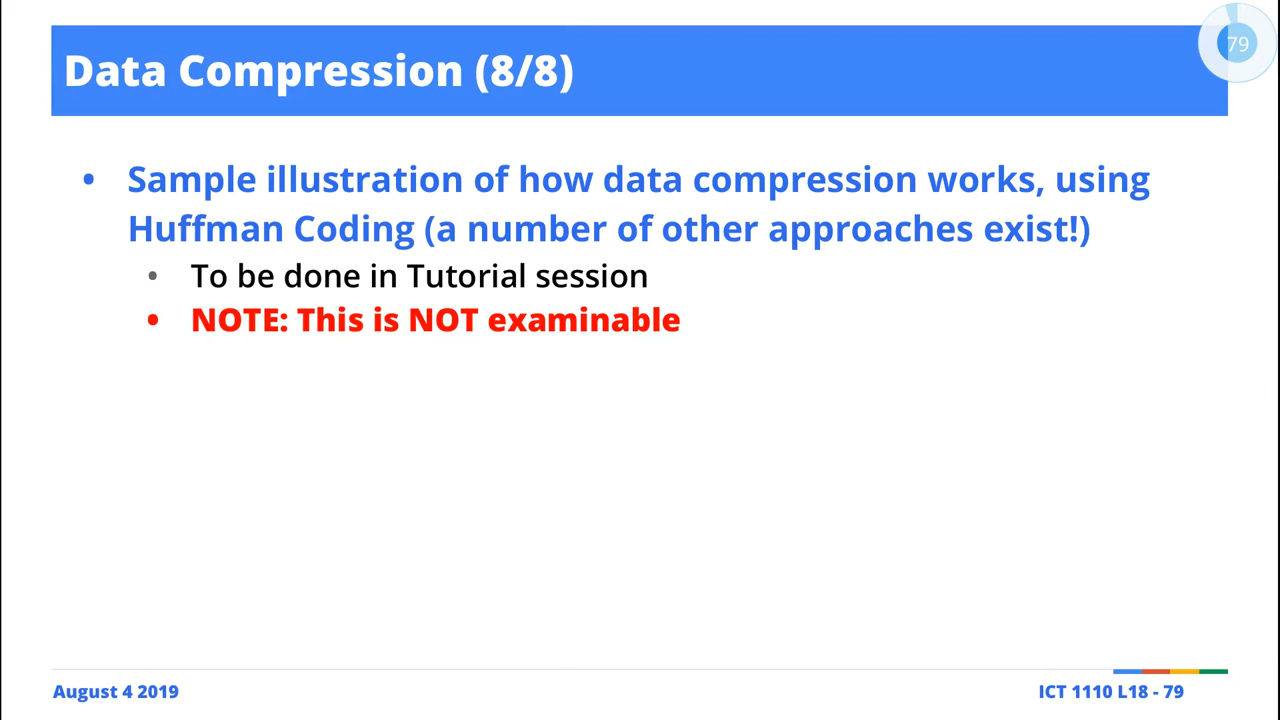 Data Compression (8/8)
79
• Sample illustration of how data compression works, using
Huffman Coding (a number of other approaches exist!)
• To be done in Tutorial session
• NOTE: This is NOT examinable
August 4 2019
ICT 1110 L18 - 79